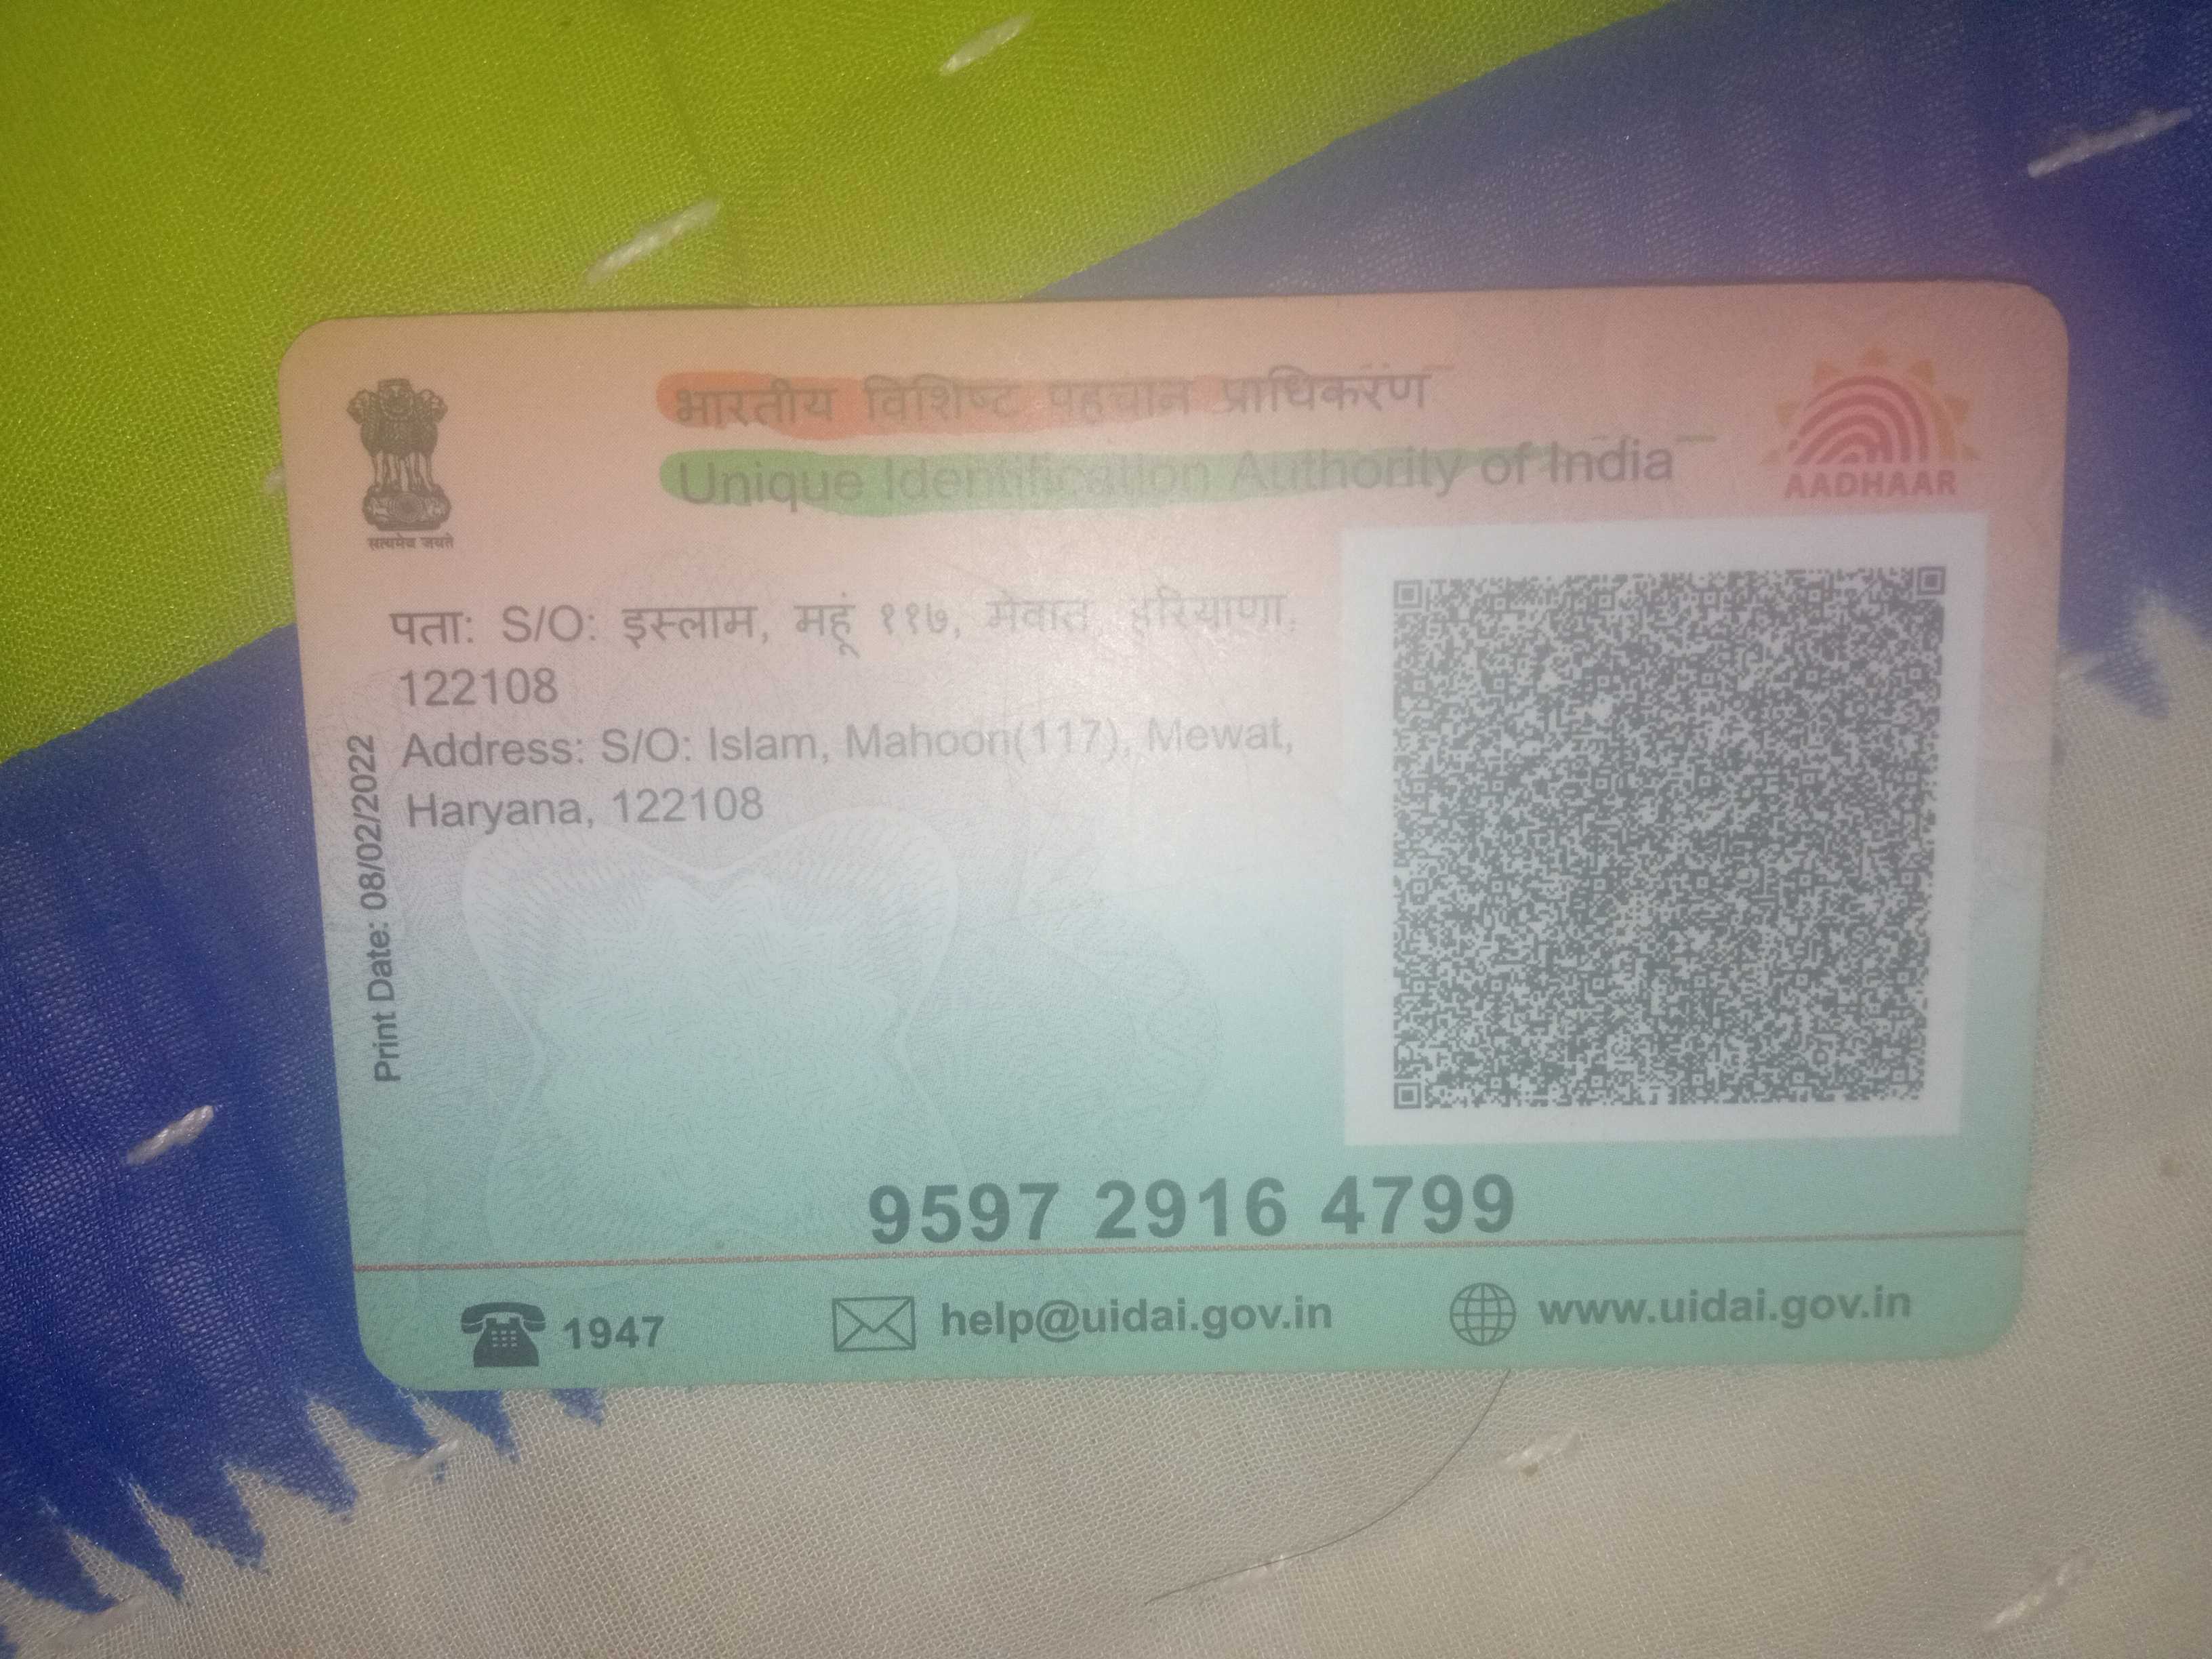 भारतीय विशिष्ट पहचान प्राधिकरण
Unique Identification Authority of India
AADHAAR
सत्यमेव जयते
पता: S/O: इस्लाम, महूं ११७, मेवात, हरियाणा,
122108
Address: S/O: Islam, Mahoon(117), Mewat,
Haryana, 122108
Print Date: 08/02/2022
9597 2916 4799
1947
help@uidai.gov.in
www.uidai.gov.in